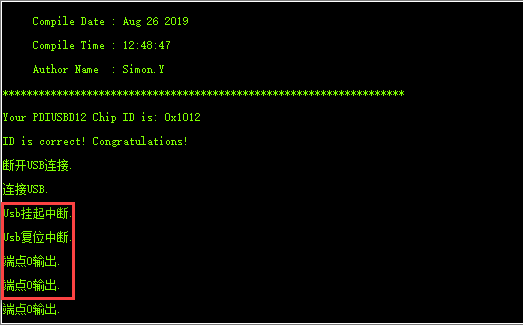 Compile Date : Aug 26 2019
Compile Time : 12:48:47
Author Name : Simon.Y
*******************************************************************
Your PDIUSBD12 Chip ID is: 0x1012
ID is correct! Congratulations!
断开USB连接.
连接USB.
Usb挂起中断.
Usb复位中断.
端点0输出.
端点0输出.
端点0输出.